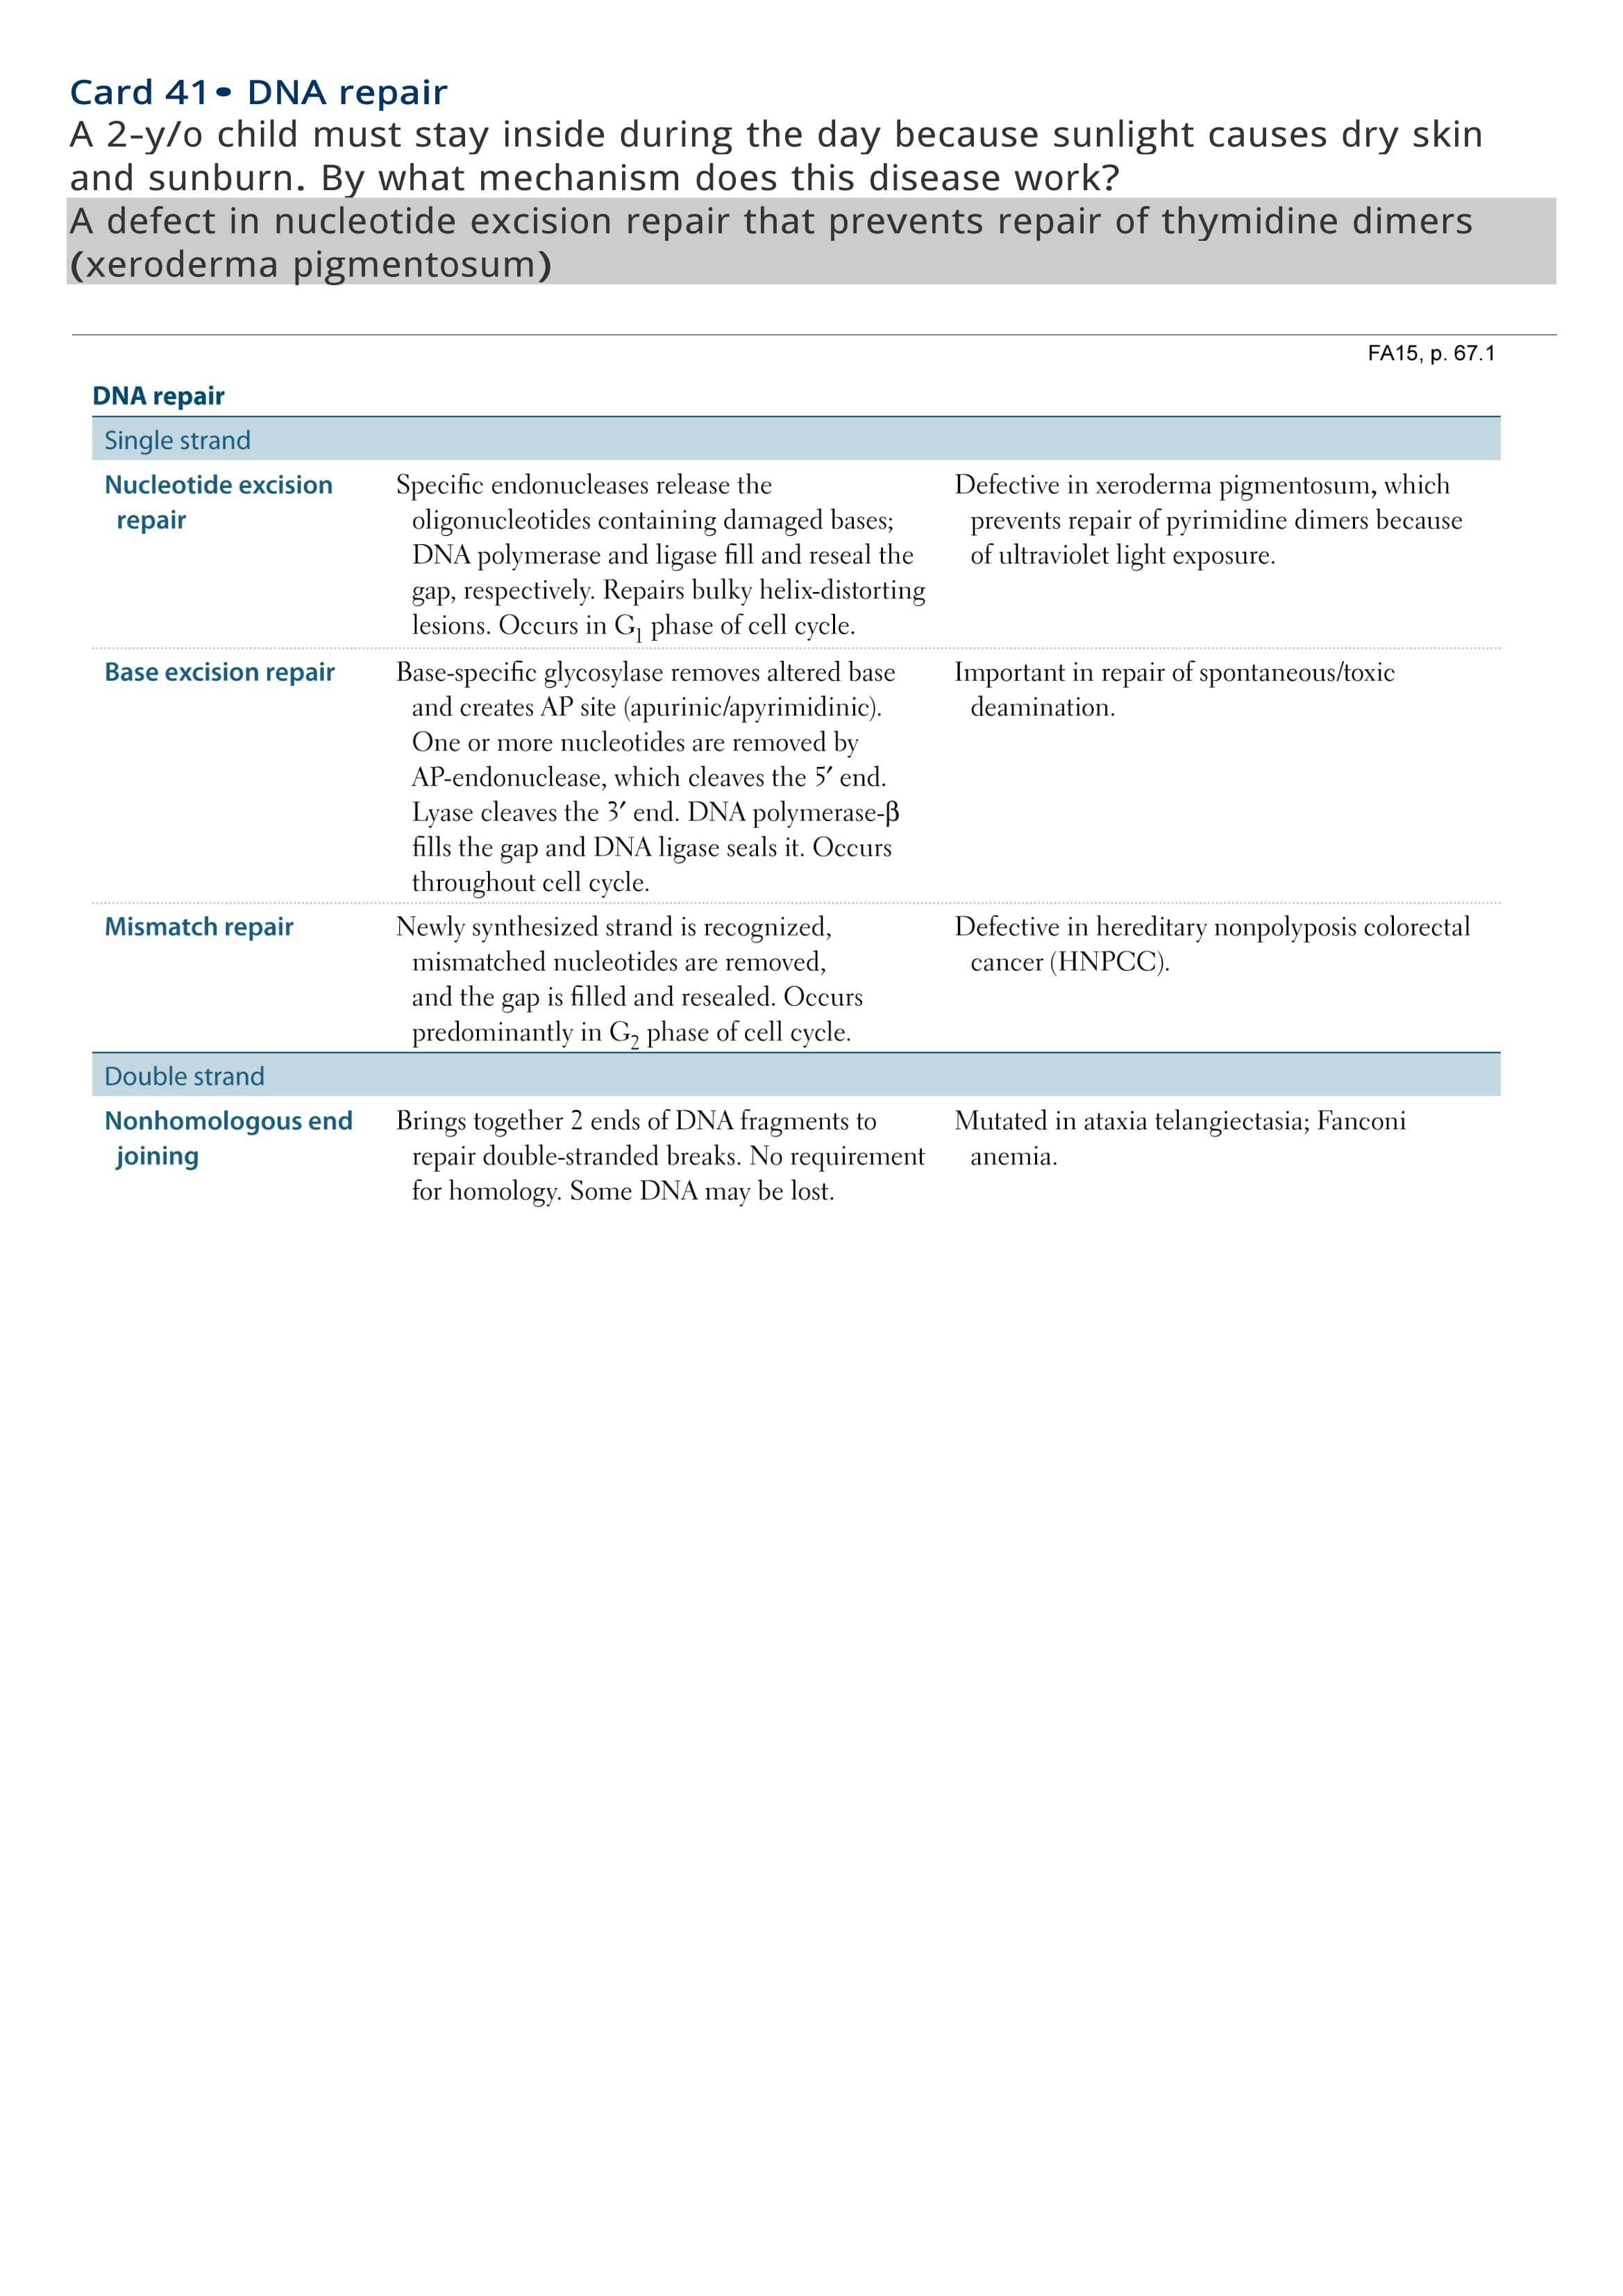 Card 41• DNA repair
A 2-y/o child must stay inside during the day because sunlight causes dry skin
and sunburn. By what mechanism does this disease work?
A defect in nucleotide excision repair that prevents repair of thymidine dimers
(xeroderma pigmentosum)
FA15, p. 67.1
DNA repair
Single strand
Nucleotide excision
repair
Specific endonucleases release the
oligonucleotides containing damaged bases;
DNA polymerase and ligase fill and reseal the
gap, respectively. Repairs bulky helix-distorting
lesions. Occurs in G1 phase of cell cycle.
Defective in xeroderma pigmentosum, which
prevents repair of pyrimidine dimers because
of ultraviolet light exposure.
Base excision repair
Base-specific glycosylase removes altered base
and creates AP site (apurinic/apyrimidinic).
One or more nucleotides are removed by
AP-endonuclease, which cleaves the 5′ end.
Lyase cleaves the 3′ end. DNA polymerase-β
fills the gap and DNA ligase seals it. Occurs
throughout cell cycle.
Important in repair of spontaneous/toxic
deamination.
Mismatch repair
Newly synthesized strand is recognized,
mismatched nucleotides are removed,
and the gap is filled and resealed. Occurs
predominantly in G2 phase of cell cycle.
Defective in hereditary nonpolyposis colorectal
cancer (HNPCC).
Double strand
Nonhomologous end
joining
Brings together 2 ends of DNA fragments to
repair double-stranded breaks. No requirement
for homology. Some DNA may be lost.
Mutated in ataxia telangiectasia; Fanconi
anemia.